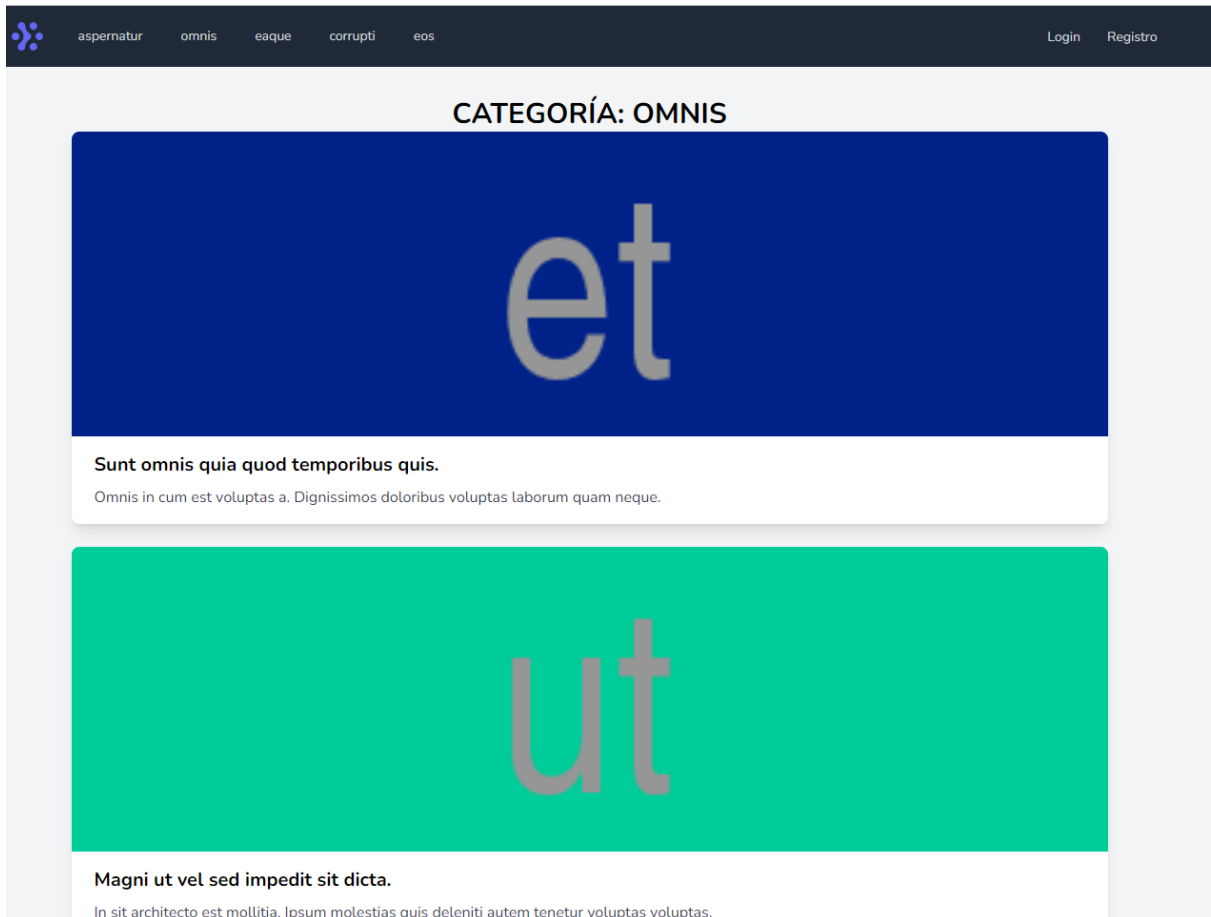 aspernatur omnis eaque corrupti eos Login Registro
CATEGORÍA: OMNIS
et
Sunt omnis quia quod temporibus quis.
Omnis in cum est voluptas a. Dignissimos doloribus voluptas laborum quam neque.
ut
Magni ut vel sed impedit sit dicta.
In sit architecto est mollitia. Ipsum molestias quis deleniti autem tenetur voluptas voluptas.